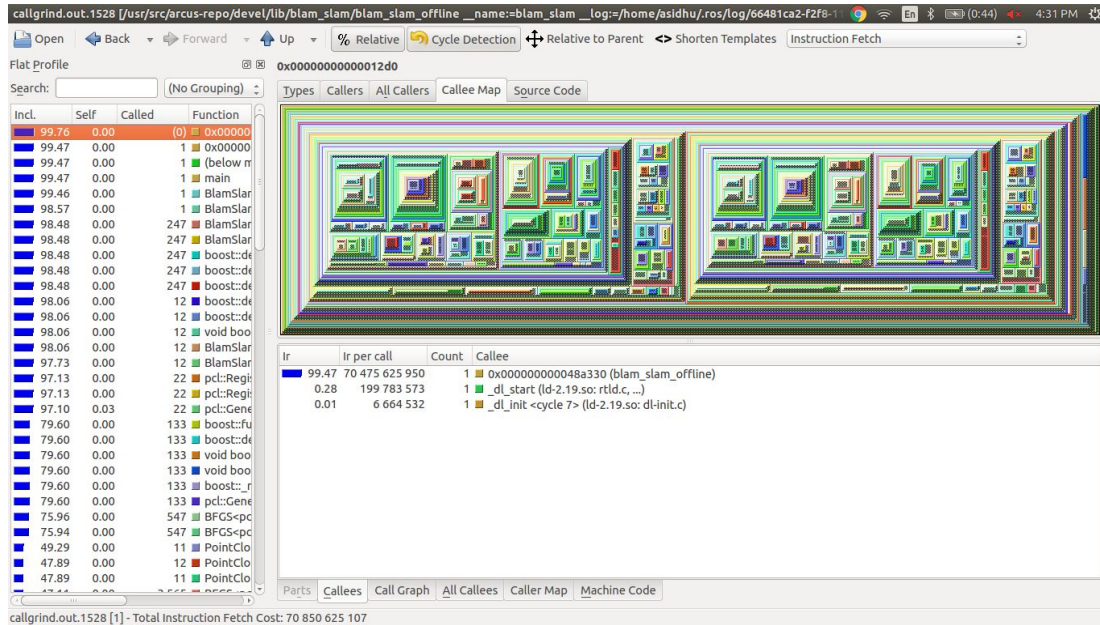 callgrind.out.1528 [/usr/src/arcus-repo/devel/lib/blam_slam/blam_slam_offline __name:=blam_slam __log:=/home/asidhu/.ros/log/66481ca2-f2f8-1 En (0:44) 4:31 PM
Open Back Forward Up % Relative Cycle Detection Relative to Parent <> Shorten Templates Instruction Fetch
Flat Profile
Search: (No Grouping)
Incl. Self Called Function
99.76 0.00 (0) 0x00000
99.47 0.00 1 0x00000
99.47 0.00 1 (below m
99.47 0.00 1 main
99.46 0.00 1 BlamSlar
98.57 0.00 1 BlamSlar
98.48 0.00 247 BlamSlar
98.48 0.00 247 BlamSlar
98.48 0.00 247 boost::de
98.48 0.00 247 boost::de
98.48 0.00 247 boost::de
98.06 0.00 12 boost::de
98.06 0.00 12 boost::de
98.06 0.00 12 void boo
98.06 0.00 12 BlamSlar
97.73 0.00 12 BlamSlar
97.13 0.00 22 pcl::Regis
97.13 0.00 22 pcl::Regis
97.10 0.03 22 pcl::Gene
79.60 0.00 133 boost::fu
79.60 0.00 133 boost::de
79.60 0.00 133 void boo
79.60 0.00 133 void boo
79.60 0.00 133 boost::_r
79.60 0.00 133 pcl::Gene
75.96 0.00 547 BFGS<pc
75.94 0.00 547 BFGS<pc
49.29 0.00 11 PointClo
47.89 0.00 12 PointClo
47.89 0.00 11 PointClo
0x00000000000012d0
Types Callers All Callers Callee Map Source Code
Ir Ir per call Count Callee
99.47 70 475 625 950 1 0x000000000048a330 (blam_slam_offline)
0.28 199 783 573 1 _dl_start (ld-2.19.so: rtld.c, ...)
0.01 6 664 532 1 _dl_init <cycle 7> (ld-2.19.so: dl-init.c)
Parts Callees Call Graph All Callees Caller Map Machine Code
callgrind.out.1528 [1] - Total Instruction Fetch Cost: 70 850 625 107